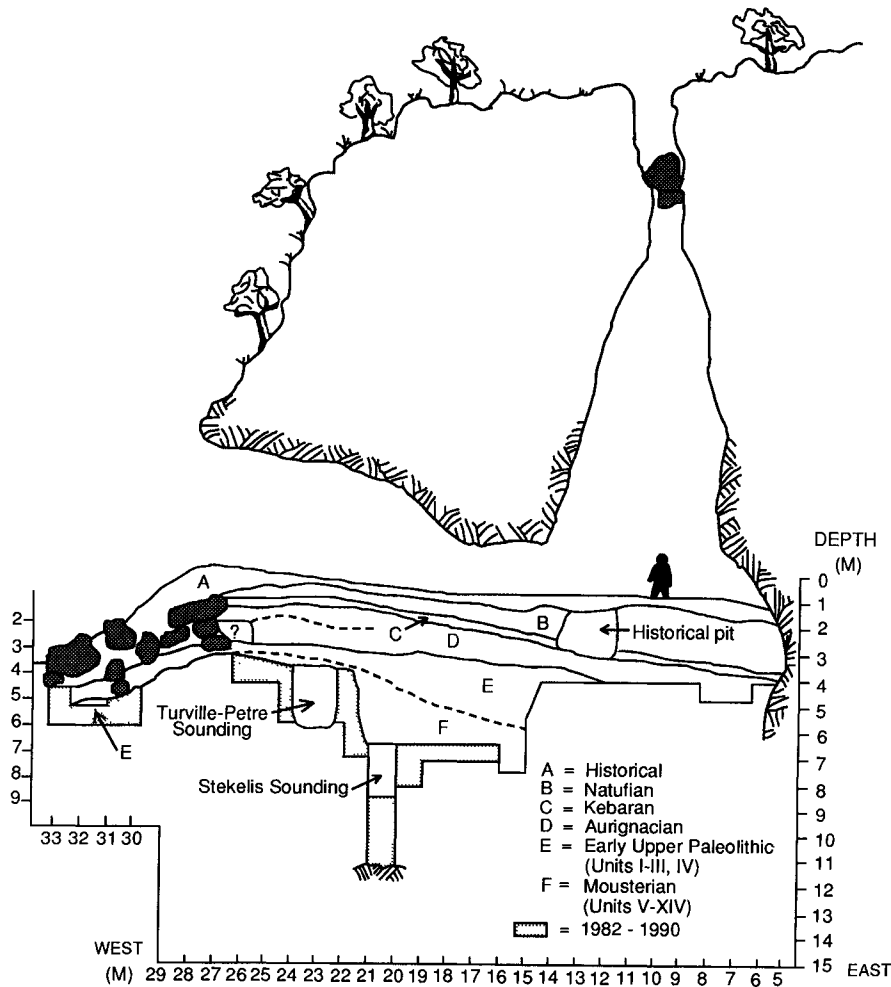 DEPTH
(M)
0
1
2
3
4
5
6
7
8
9
10
11
12
13
14
15
2
3
4
5
6
7
8
9
A
?
C
D
B
Historical pit
E
Turville-Petre
Sounding
F
E
Stekelis Sounding
33 32 31 30
A = Historical
B = Natufian
C = Kebaran
D = Aurignacian
E = Early Upper Paleolithic
(Units I-III, IV)
F = Mousterian
(Units V-XIV)
= 1982 - 1990
WEST
(M)
29 28 27 26 25 24 23 22 21 20 19 18 17 16 15 14 13 12 11 10 9 8 7 6 5
EAST